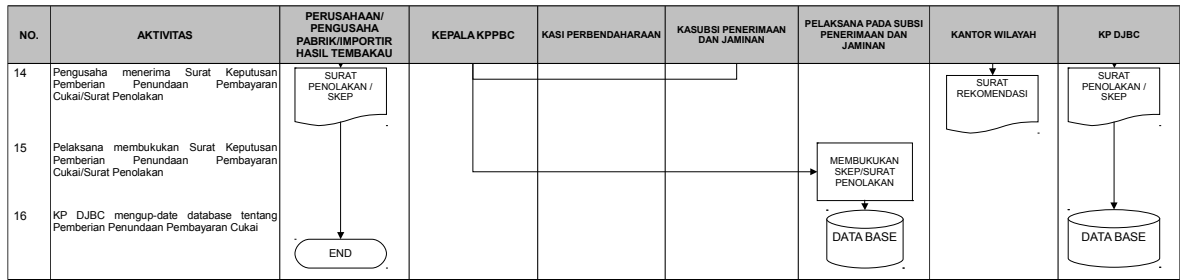 NO.
AKTIVITAS
PERUSAHAAN/
PENGUSAHA
PABRIK/IMPORTIR
HASIL TEMBAKAU
KEPALA KPPBC
KASI PERBENDAHARAAN
KASUBSI PENERIMAAN
DAN JAMINAN
PELAKSANA PADA SUBSI
PENERIMAAN DAN
JAMINAN
KANTOR WILAYAH
KP DJBC
14
Pengusaha menerima Surat Keputusan
Pemberian Penundaan Pembayaran
Cukai/Surat Penolakan
SURAT
PENOLAKAN /
SKEP
SURAT
REKOMENDASI
SURAT
PENOLAKAN /
SKEP
15
Pelaksana membukukan Surat Keputusan
Pemberian Penundaan Pembayaran
Cukai/Surat Penolakan
MEMBUKUKAN
SKEP/SURAT
PENOLAKAN
16
KP DJBC mengup-date database tentang
Pemberian Penundaan Pembayaran Cukai
END
DATA BASE
DATA BASE